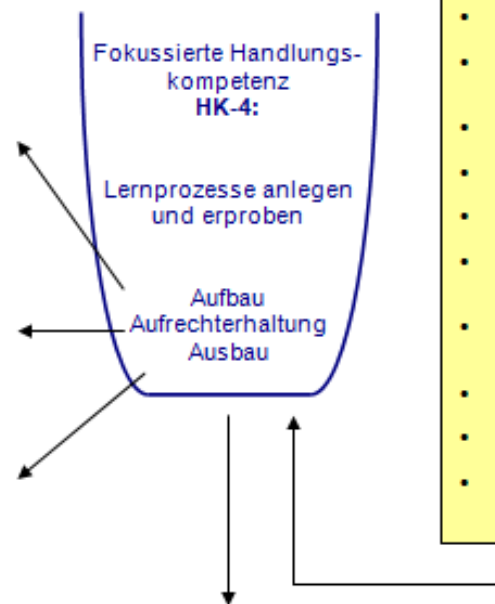 Fokussierte Handlungs-
kompetenz
HK-4:
Lernprozesse anlegen
und erproben
Aufbau
Aufrechterhaltung
Ausbau